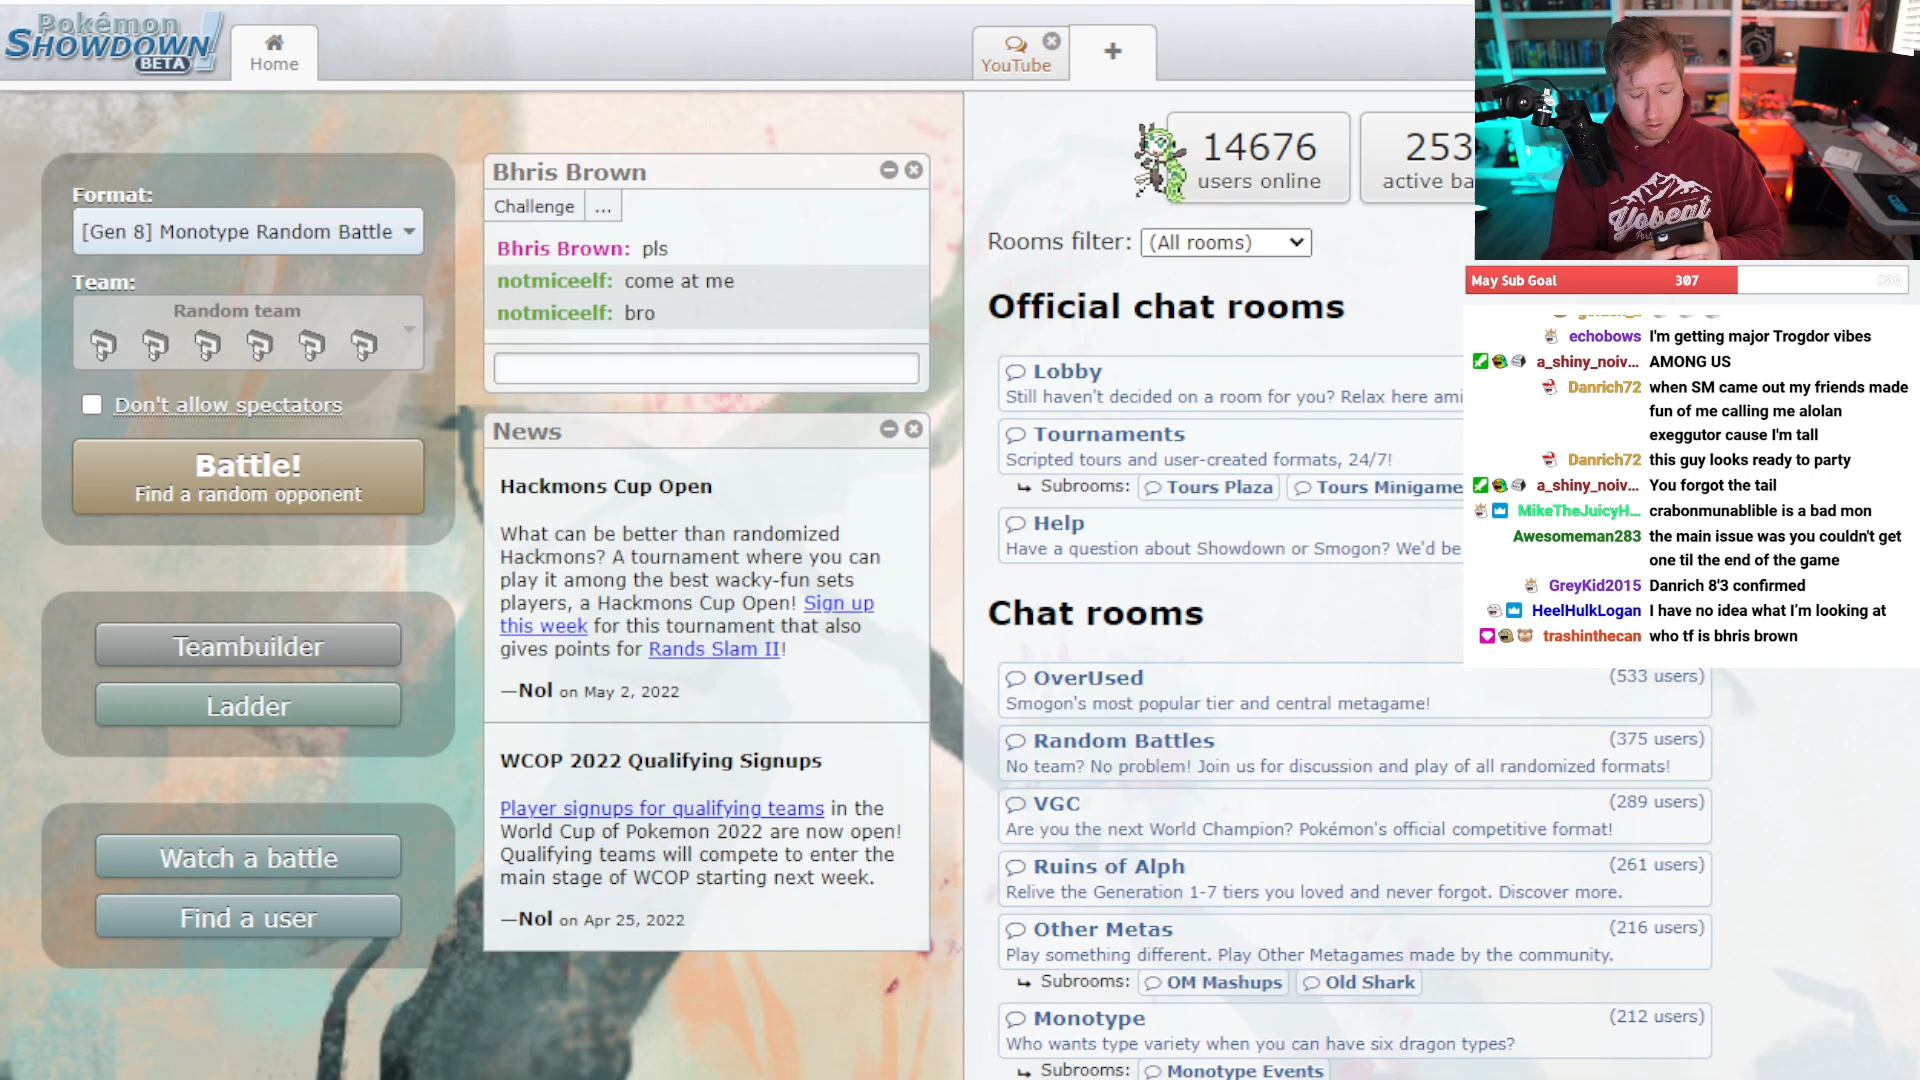 Pokémon
SHOWDOWN!
BETA
Home
YouTube
Format:
[Gen 8] Monotype Random Battle
Team:
Random team
Don't allow spectators
Battle!
Find a random opponent
Teambuilder
Ladder
Watch a battle
Find a user
Bhris Brown
Challenge
...
Bhris Brown: pls
notmiceelf: come at me
notmiceelf: bro
News
Hackmons Cup Open
What can be better than randomized
Hackmons? A tournament where you can
play it among the best wacky-fun sets
players, a Hackmons Cup Open! Sign up
this week for this tournament that also
gives points for Rands Slam II!
—Nol on May 2, 2022
WCOP 2022 Qualifying Signups
Player signups for qualifying teams in the
World Cup of Pokemon 2022 are now open!
Qualifying teams will compete to enter the
main stage of WCOP starting next week.
—Nol on Apr 25, 2022
14676
users online
253
active ba
Rooms filter: (All rooms)
Official chat rooms
Lobby
Still haven't decided on a room for you? Relax here ami
Tournaments
Scripted tours and user-created formats, 24/7!
Subrooms: Tours Plaza Tours Minigame
Help
Have a question about Showdown or Smogon? We'd be
Chat rooms
OverUsed (533 users)
Smogon's most popular tier and central metagame!
Random Battles (375 users)
No team? No problem! Join us for discussion and play of all randomized formats!
VGC (289 users)
Are you the next World Champion? Pokémon's official competitive format!
Ruins of Alph (261 users)
Relive the Generation 1-7 tiers you loved and never forgot. Discover more.
Other Metas (216 users)
Play something different. Play Other Metagames made by the community.
Subrooms: OM Mashups Old Shark
Monotype (212 users)
Who wants type variety when you can have six dragon types?
Subrooms: Monotype Events
Yobeat
May Sub Goal 307
echobows I'm getting major Trogdor vibes
a_shiny_noiv... AMONG US
Danrich72 when SM came out my friends made
fun of me calling me alolan
exeggutor cause I'm tall
Danrich72 this guy looks ready to party
a_shiny_noiv... You forgot the tail
MikeTheJuicyH... crabonmunablible is a bad mon
Awesomeman283 the main issue was you couldn't get
one til the end of the game
GreyKid2015 Danrich 8'3 confirmed
HeelHulkLogan I have no idea what I'm looking at
trashinthecan who tf is bhris brown